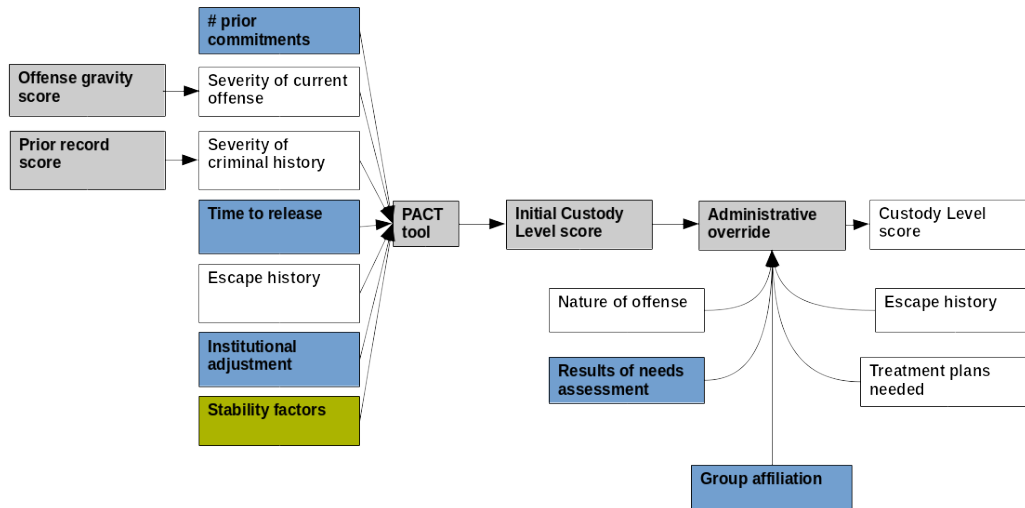 # prior
commitments
Offense gravity
score
Severity of current
offense
Prior record
score
Severity of
criminal history
Time to release
PACT
tool
Initial Custody
Level score
Administrative
override
Custody Level
score
Escape history
Nature of offense
Escape history
Institutional
adjustment
Results of needs
assessment
Treatment plans
needed
Stability factors
Group affiliation